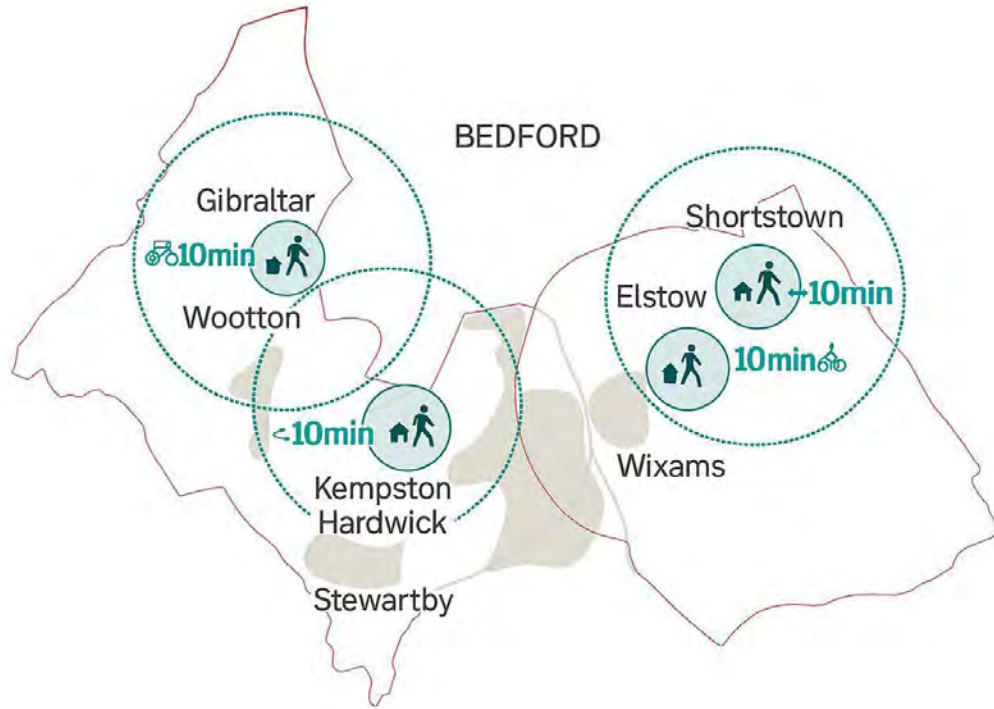 BEDFORD
Gibraltar
10min
Wootton
Shortstown
10min
Elstow
10min
Wixams
<10min
Kempston
Hardwick
Stewartby